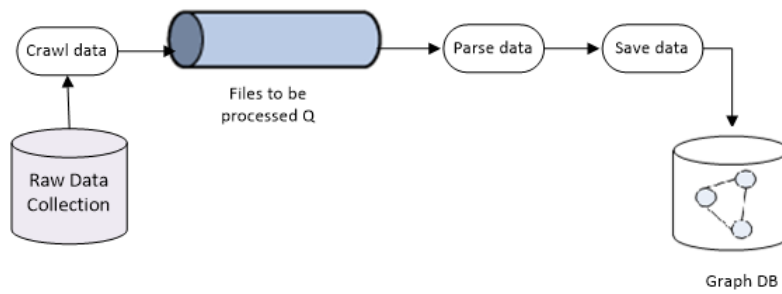 Crawl data
Files to be
processed Q
Parse data
Save data
Raw Data
Collection
Graph DB